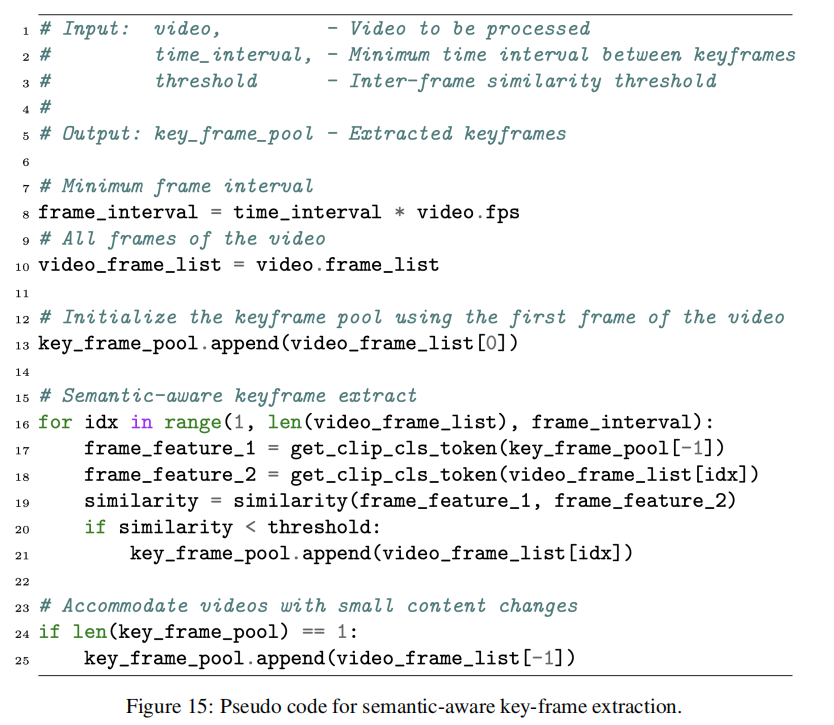 1 # Input:  video,         - Video to be processed
2 #         time_interval, - Minimum time interval between keyframes
3 #         threshold      - Inter-frame similarity threshold
4 #
5 # Output: key_frame_pool - Extracted keyframes
6
7 # Minimum frame interval
8 frame_interval = time_interval * video.fps
9 # All frames of the video
10 video_frame_list = video.frame_list
11
12 # Initialize the keyframe pool using the first frame of the video
13 key_frame_pool.append(video_frame_list[0])
14
15 # Semantic-aware keyframe extract
16 for idx in range(1, len(video_frame_list), frame_interval):
17     frame_feature_1 = get_clip_cls_token(key_frame_pool[-1])
18     frame_feature_2 = get_clip_cls_token(video_frame_list[idx])
19     similarity = similarity(frame_feature_1, frame_feature_2)
20     if similarity < threshold:
21         key_frame_pool.append(video_frame_list[idx])
22
23 # Accommodate videos with small content changes
24 if len(key_frame_pool) == 1:
25     key_frame_pool.append(video_frame_list[-1])
Figure 15: Pseudo code for semantic-aware key-frame extraction.